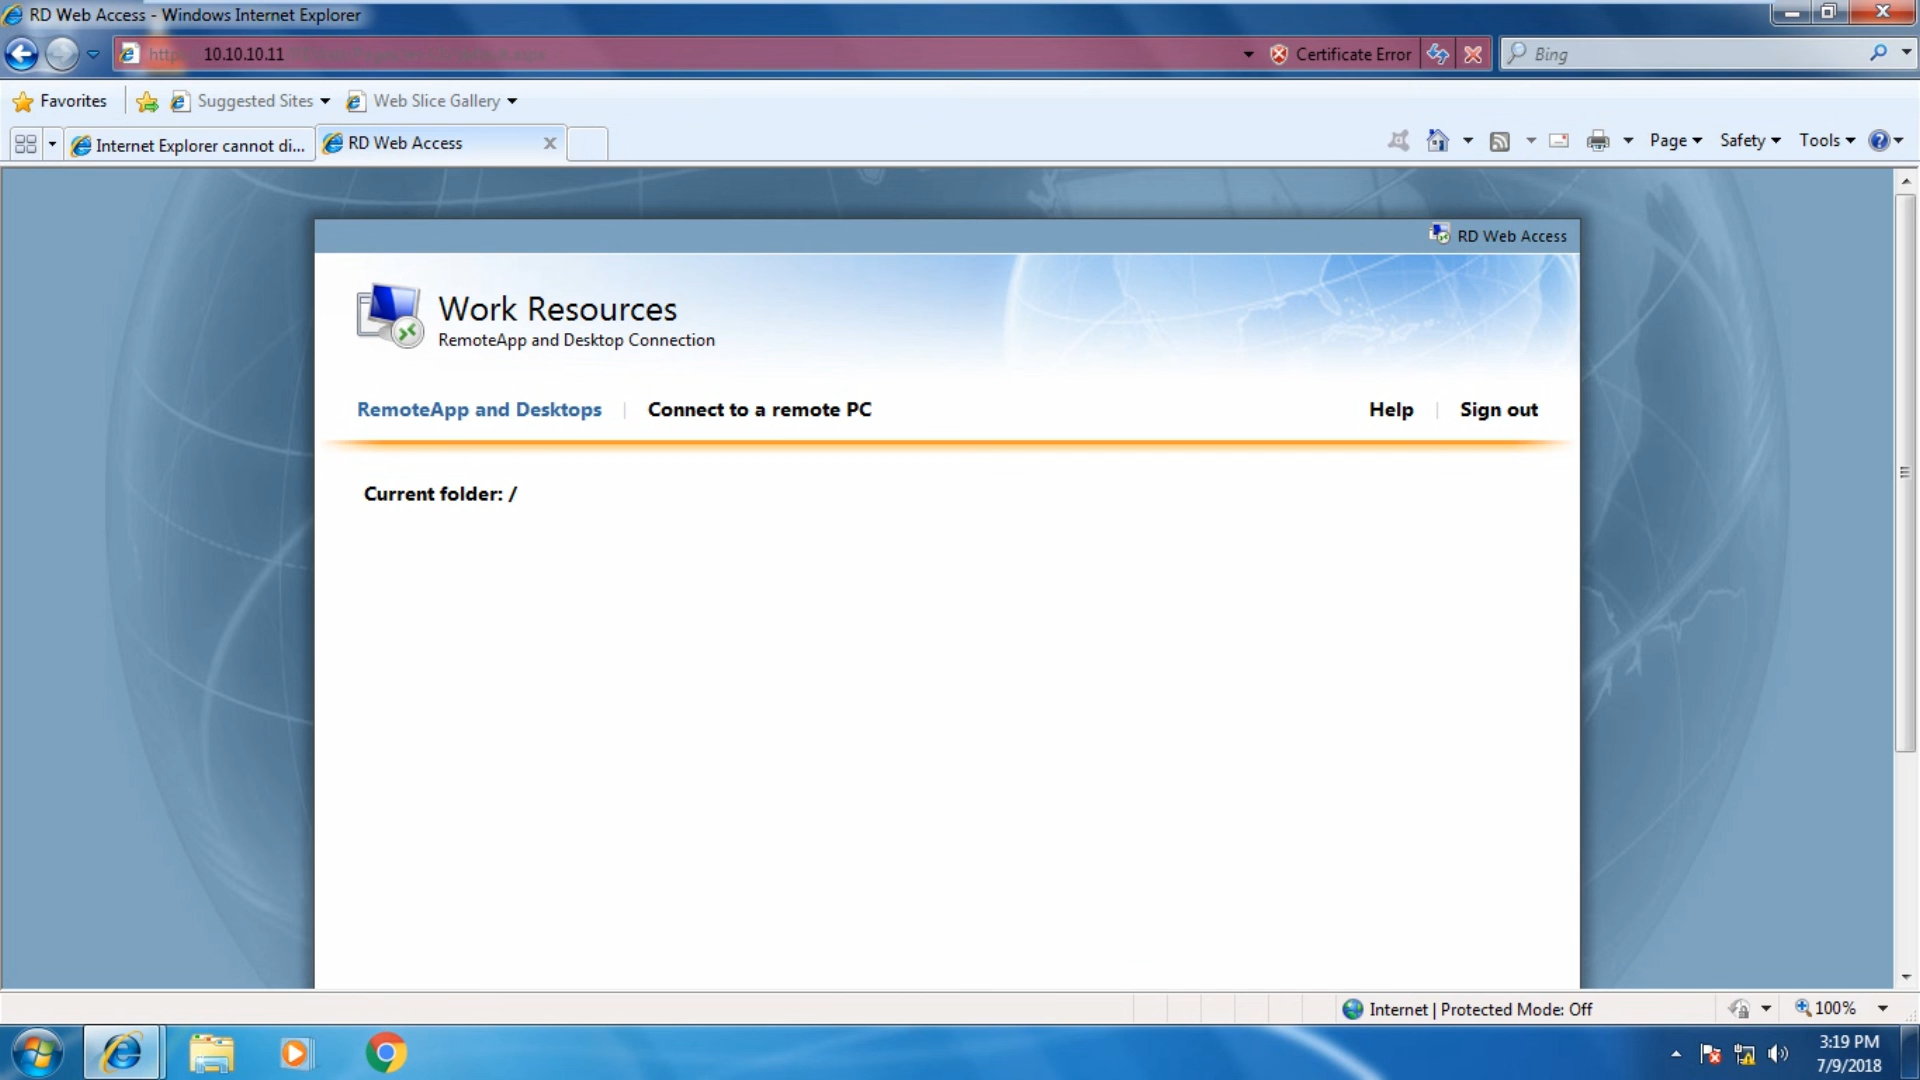 RD Web Access - Windows Internet Explorer
http 10.10.10.11
Certificate Error
Bing
Favorites
Suggested Sites
Web Slice Gallery
Internet Explorer cannot di...
RD Web Access
Page
Safety
Tools
RD Web Access
Work Resources
RemoteApp and Desktop Connection
RemoteApp and Desktops
Connect to a remote PC
Help
Sign out
Current folder: /
Internet | Protected Mode: Off
100%
3:19 PM
7/9/2018